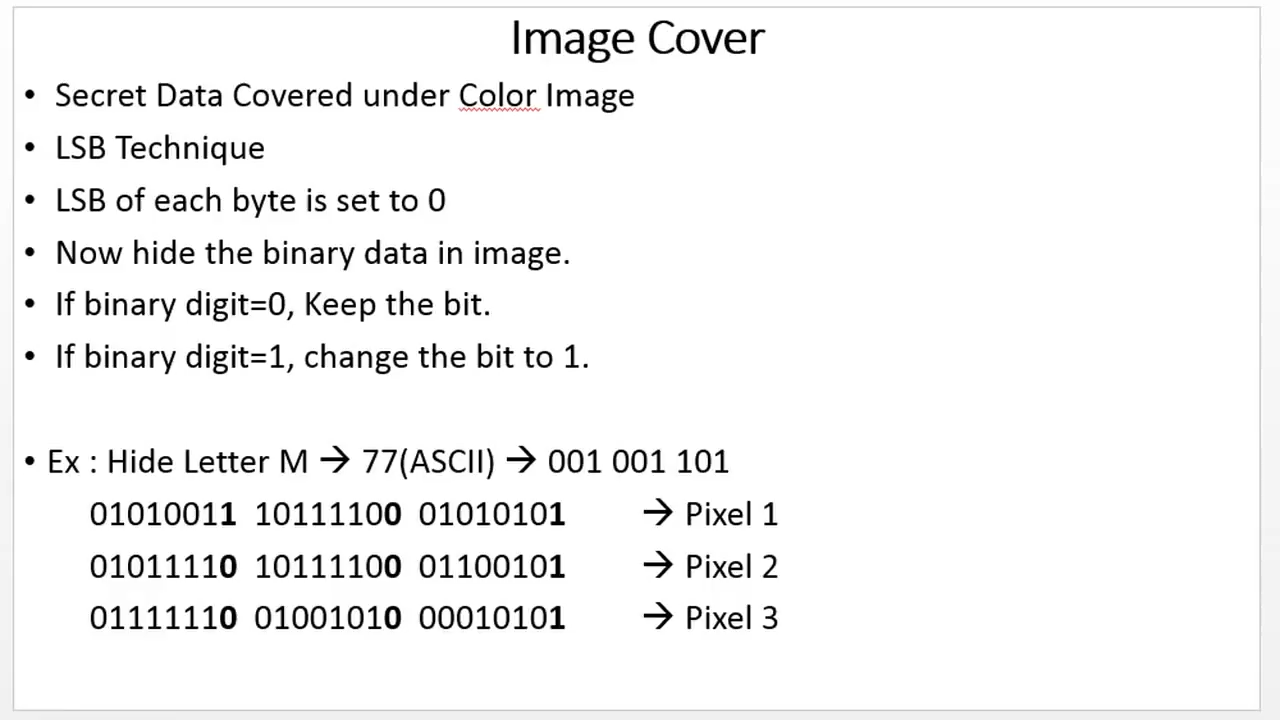 Image Cover
• Secret Data Covered under Color Image
• LSB Technique
• LSB of each byte is set to 0
• Now hide the binary data in image.
• If binary digit=0, Keep the bit.
• If binary digit=1, change the bit to 1.
• Ex : Hide Letter M → 77(ASCII) → 001 001 101
01010011 10111100 01010101 → Pixel 1
01011110 10111100 01100101 → Pixel 2
01111110 01001010 00010101 → Pixel 3